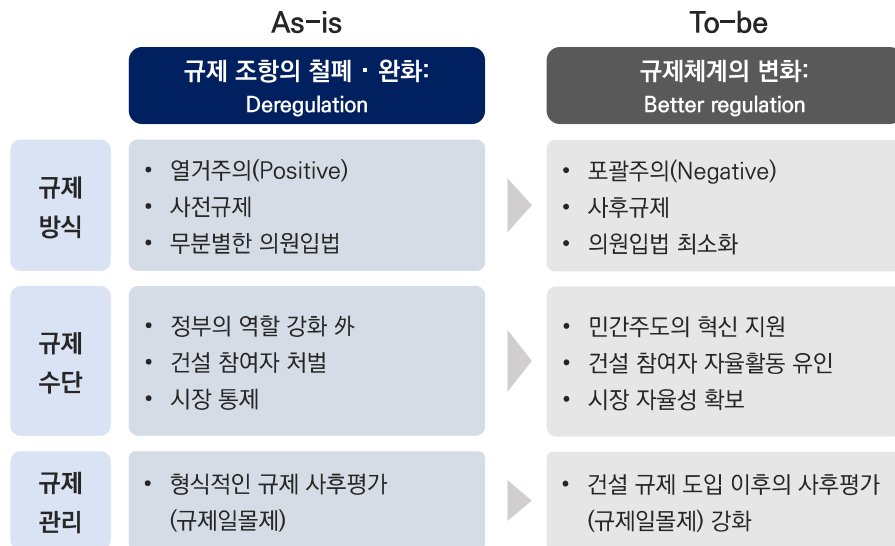 As-is
To-be
규제 조항의 철폐 · 완화:
Deregulation
규제체계의 변화:
Better regulation
규제
방식
• 열거주의(Positive)
• 사전규제
• 무분별한 의원입법
• 포괄주의(Negative)
• 사후규제
• 의원입법 최소화
규제
수단
• 정부의 역할 강화 外
• 건설 참여자 처벌
• 시장 통제
• 민간주도의 혁신 지원
• 건설 참여자 자율활동 유인
• 시장 자율성 확보
규제
관리
• 형식적인 규제 사후평가
(규제일몰제)
• 건설 규제 도입 이후의 사후평가
(규제일몰제) 강화